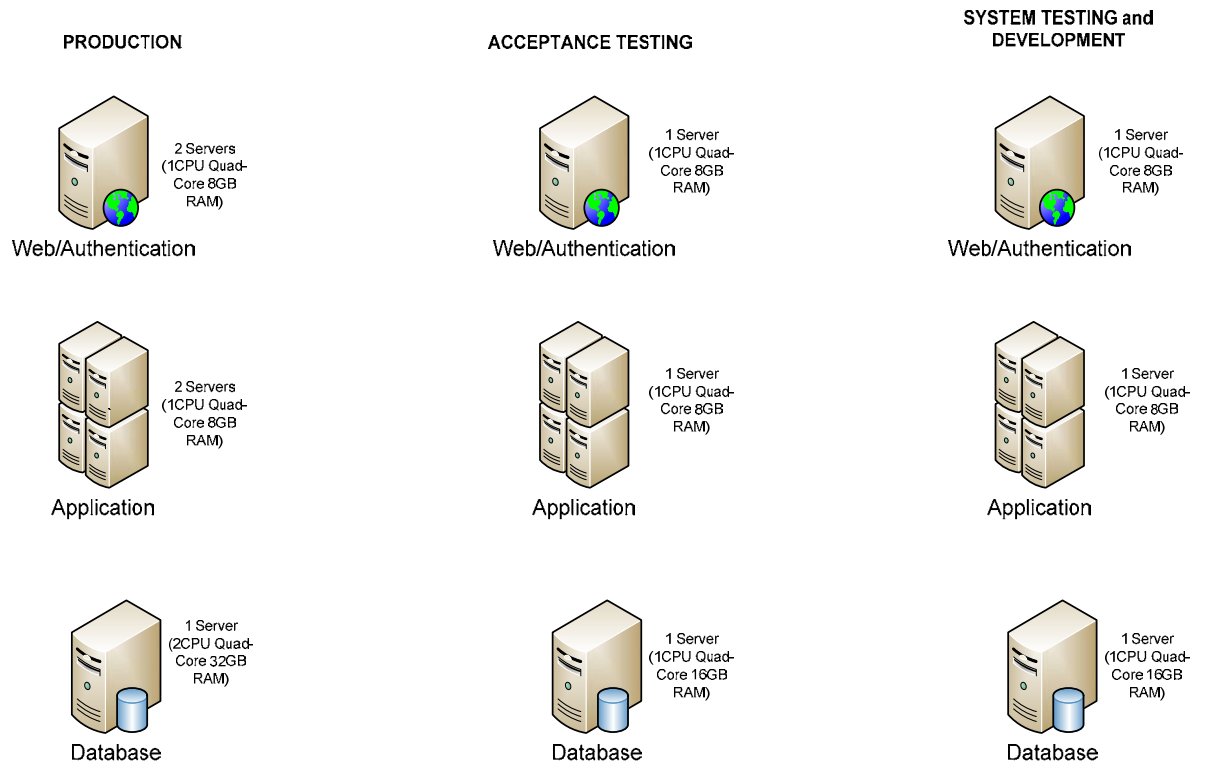 PRODUCTION
ACCEPTANCE TESTING
SYSTEM TESTING and
DEVELOPMENT
2 Servers
(1CPU Quad-
Core 8GB
RAM)
Web/Authentication
1 Server
(1CPU Quad-
Core 8GB
RAM)
Web/Authentication
1 Server
(1CPU Quad-
Core 8GB
RAM)
Web/Authentication
2 Servers
(1CPU Quad-
Core 8GB
RAM)
Application
1 Server
(1CPU Quad-
Core 8GB
RAM)
Application
1 Server
(1CPU Quad-
Core 8GB
RAM)
Application
1 Server
(2CPU Quad-
Core 32GB
RAM)
Database
1 Server
(1CPU Quad-
Core 16GB
RAM)
Database
1 Server
(1CPU Quad-
Core 16GB
RAM)
Database